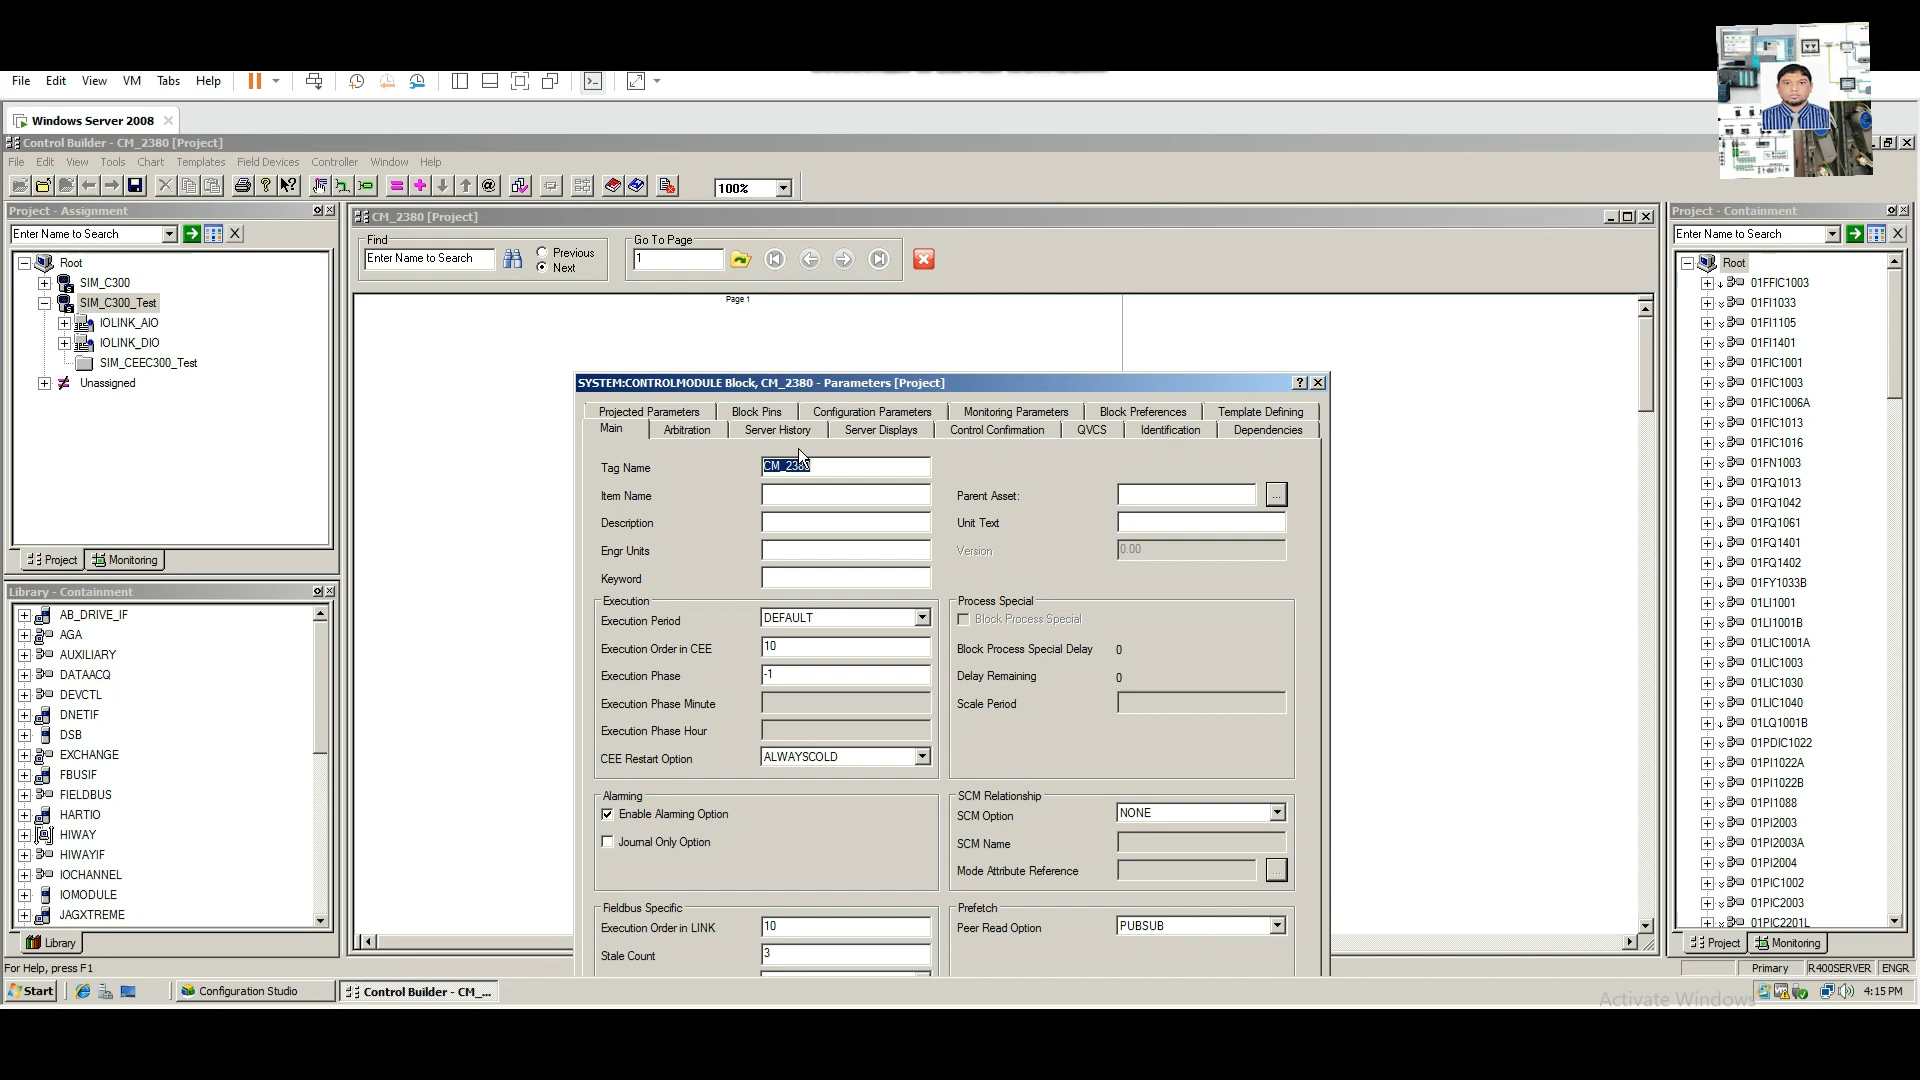 File Edit View VM Tabs Help
Windows Server 2008
Control Builder - CM_2380 [Project]
File Edit View Tools Chart Templates Field Devices Controller Window Help
100%
Project - Assignment
Enter Name to Search
Root
SIM_C300
SIM_C300_Test
IOLINK_AIO
IOLINK_DIO
SIM_CEEC300_Test
Unassigned
Project Monitoring
Library - Containment
AB_DRIVE_IF
AGA
AUXILIARY
DATAACQ
DEVCTL
DNETIF
DSB
EXCHANGE
FBUSIF
FIELDBUS
HARTIO
HIWAY
HIWAYIF
IOCHANNEL
IOMODULE
JAGXTREME
Library
CM_2380 [Project]
Find
Enter Name to Search
Previous
Next
Go To Page
1
Page 1
SYSTEM:CONTROLMODULE Block, CM_2380 - Parameters [Project]
Projected Parameters Block Pins Configuration Parameters Monitoring Parameters Block Preferences Template Defining
Main Arbitration Server History Server Displays Control Confirmation QVCS Identification Dependencies
Tag Name CM_2380
Item Name
Description
Engr Units
Keyword
Parent Asset: ...
Unit Text
Version 0.00
Execution
Execution Period DEFAULT
Execution Order in CEE 10
Execution Phase -1
Execution Phase Minute
Execution Phase Hour
CEE Restart Option ALWAYSCOLD
Process Special
Block Process Special
Block Process Special Delay 0
Delay Remaining 0
Scale Period
Alarming
Enable Alarming Option
Journal Only Option
SCM Relationship
SCM Option NONE
SCM Name
Mode Attribute Reference ...
Fieldbus Specific
Execution Order in LINK 10
Stale Count 3
Prefetch
Peer Read Option PUBSUB
Project - Containment
Enter Name to Search
Root
01FFIC1003
01FI1033
01FI1105
01FI1401
01FIC1001
01FIC1003
01FIC1006A
01FIC1013
01FIC1016
01FN1003
01FQ1013
01FQ1042
01FQ1061
01FQ1401
01FQ1402
01FY1033B
01LI1001
01LI1001B
01LIC1001A
01LIC1003
01LIC1030
01LIC1040
01LQ1001B
01PDIC1022
01PI1022A
01PI1022B
01PI1088
01PI2003
01PI2003A
01PI2004
01PIC1002
01PIC2003
01PIC2201L
Project Monitoring
For Help, press F1
Primary R400SERVER ENGR
Start Configuration Studio Control Builder - CM_... 4:15 PM
Activate Windows